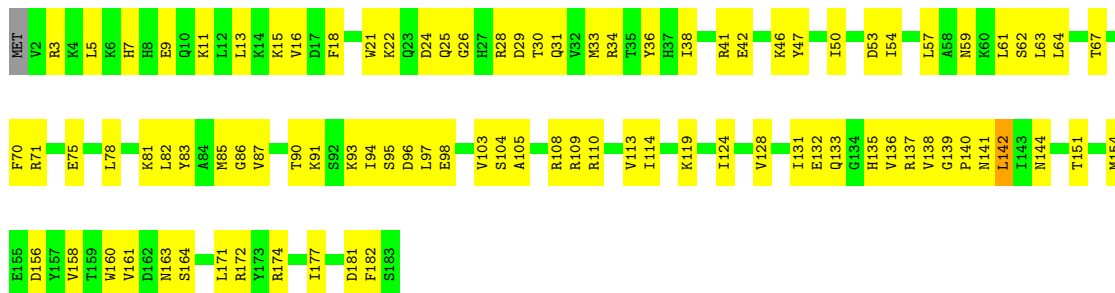 MET V2 R3 K4 L5 K6 H7 H8 E9 Q10 K11 L12 L13 K14 K15 V16 D17 F18 W21 K22 Q23 D24 Q25 G26 H27 R28 D29 T30 Q31 V32 M33 R34 T35 Y36 H37 I38 R41 E42 K46 Y47 I50 D53 I54 L57 A58 N59 K60 L61 S62 L63 L64 T67
F70 R71 E75 L78 K81 L82 Y83 A84 M85 G86 V87 T90 K91 S92 K93 I94 S95 D96 L97 E98 V103 S104 A105 R108 R109 R110 V113 I114 K119 I124 V128 I131 E132 Q133 G134 H135 V136 R137 V138 G139 P140 N141 L142 I143 N144 T151 M154
E155 D156 Y157 V158 T159 W160 V161 D162 N163 S164 L171 R172 Y173 R174 I177 D181 F182 S183